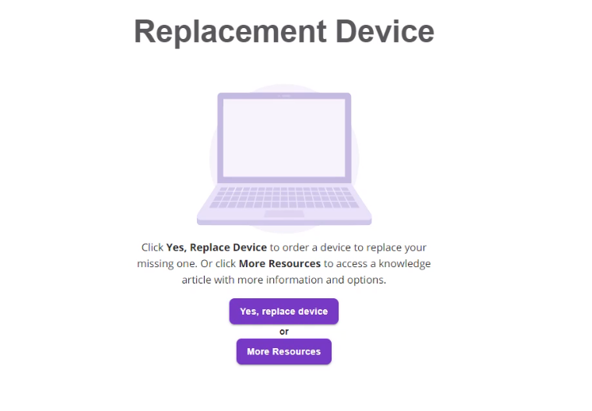 Replacement Device
Click Yes, Replace Device to order a device to replace your
missing one. Or click More Resources to access a knowledge
article with more information and options.
Yes, replace device
or
More Resources